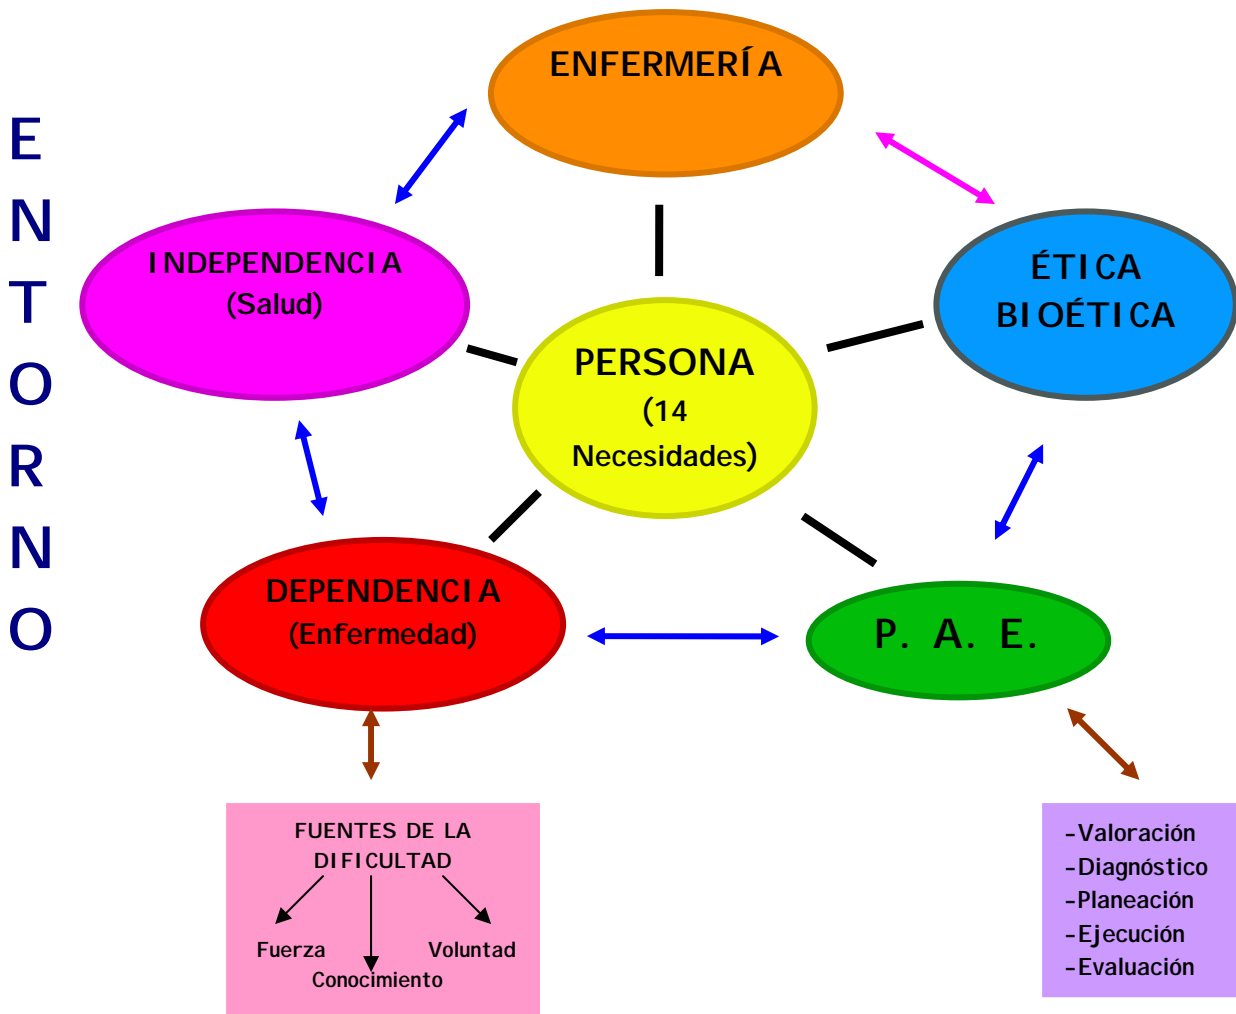 ENTORNO
ENFERMERÍA
INDEPENDENCIA
(Salud)
ÉTICA
BIOÉTICA
PERSONA
(14
Necesidades)
DEPENDENCIA
(Enfermedad)
P. A. E.
FUENTES DE LA
DIFICULTAD
Fuerza
Voluntad
Conocimiento
-Valoración
-Diagnóstico
-Planeación
-Ejecución
-Evaluación